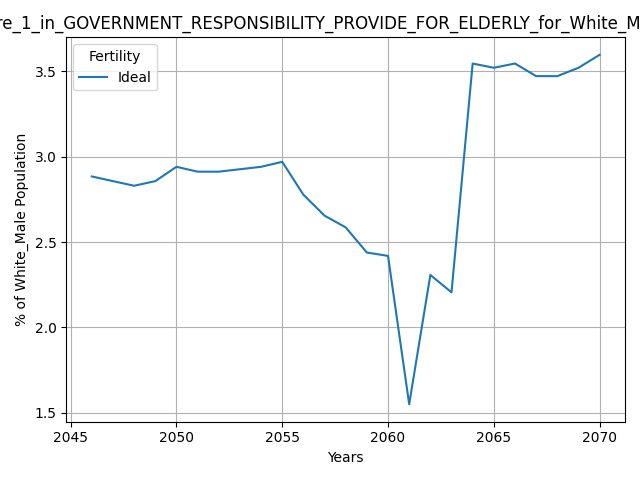 re_1_in_GOVERNMENT_RESPONSIBILITY_PROVIDE_FOR_ELDERLY_for_White_M
Fertility
Ideal
3.5
3.0
2.5
2.0
1.5
% of White_Male Population
2045 2050 2055 2060 2065 2070
Years